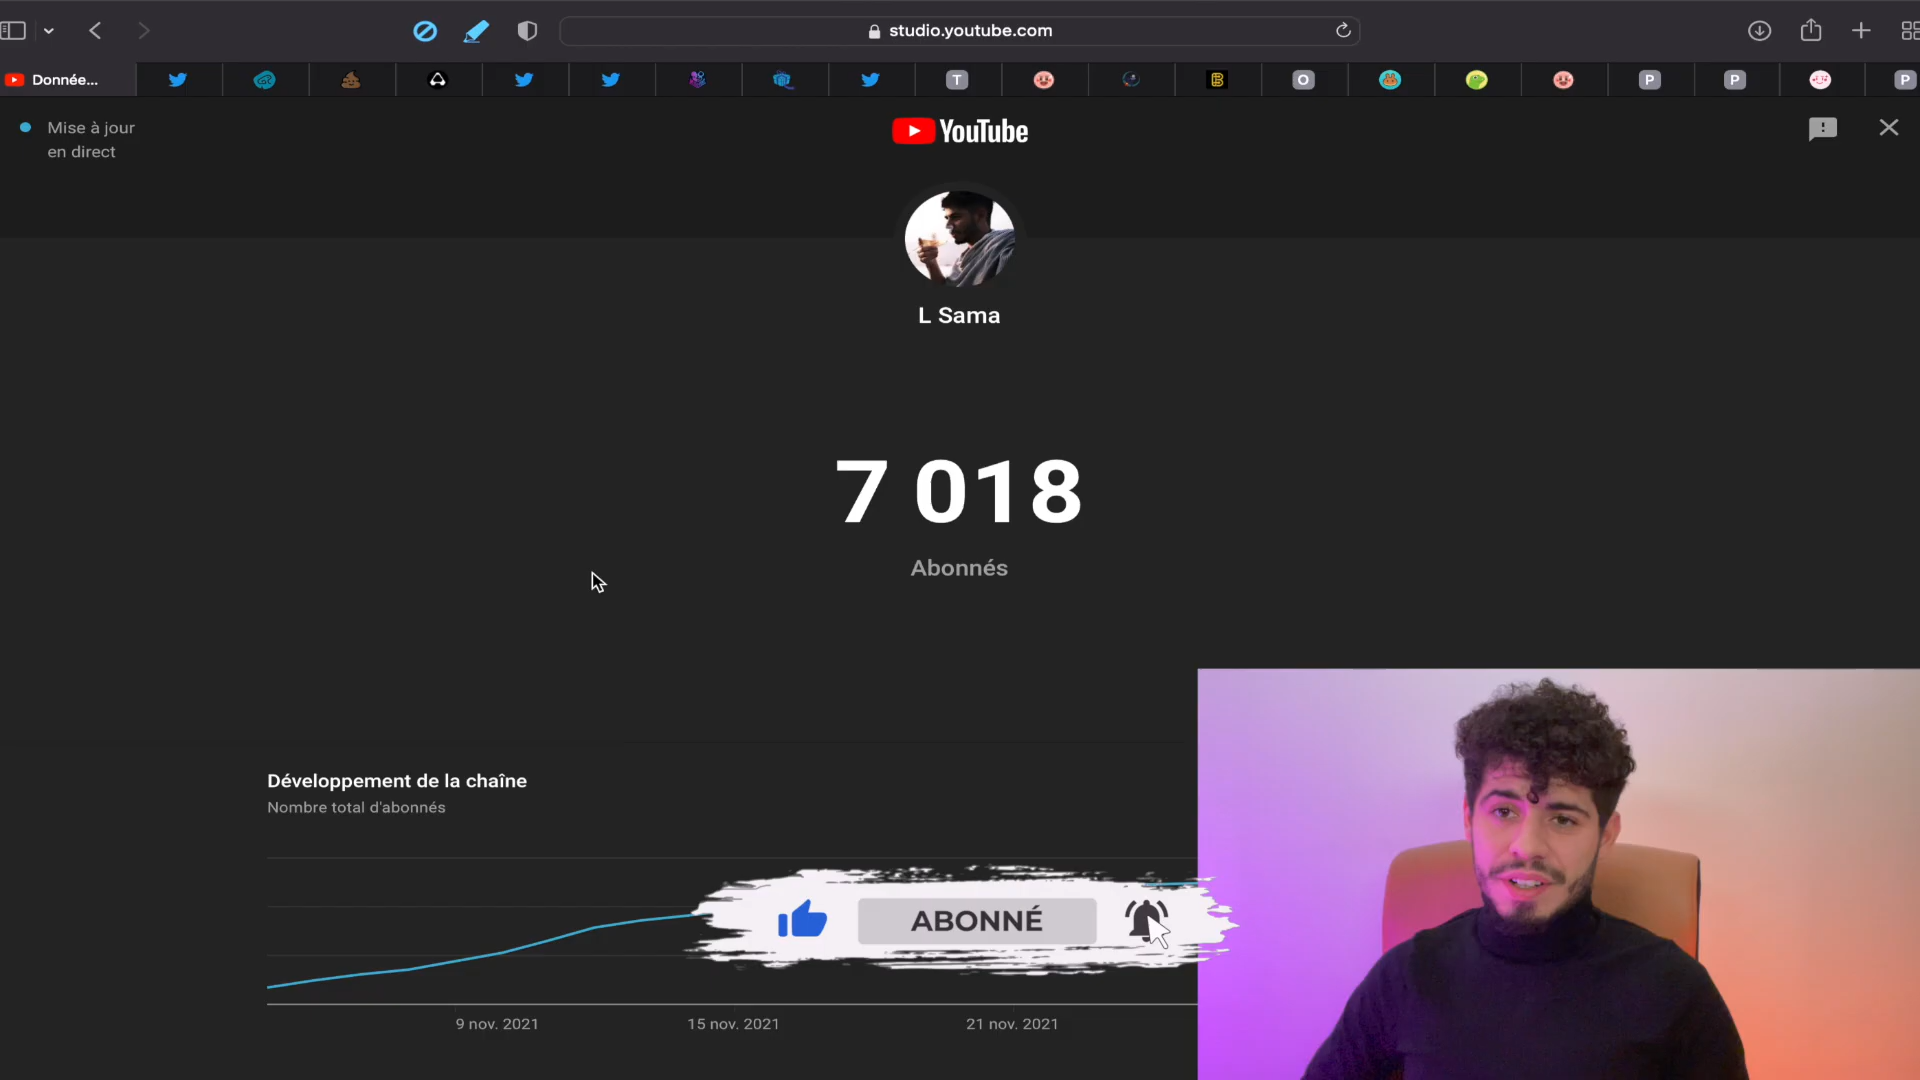 studio.youtube.com
Donnée...
T
B
O
P
P
P
Mise à jour
en direct
YouTube
L Sama
7 018
Abonnés
Développement de la chaîne
Nombre total d'abonnés
ABONNÉ
9 nov. 2021
15 nov. 2021
21 nov. 2021